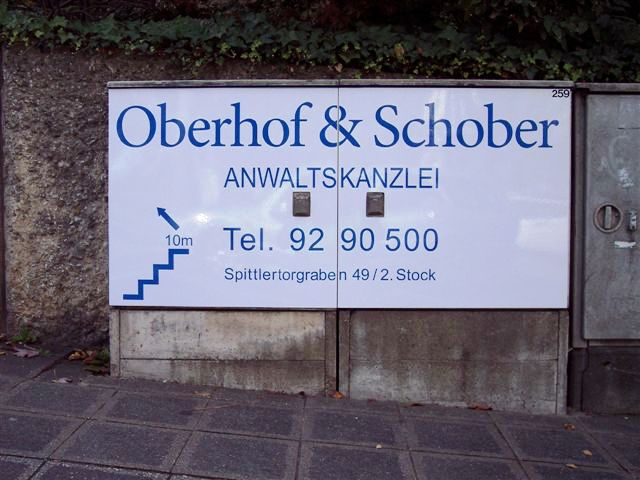 259
Oberhof & Schober
ANWALTSKANZLEI
10m
Tel. 92 90 500
Spittlertorgraben 49/2. Stock